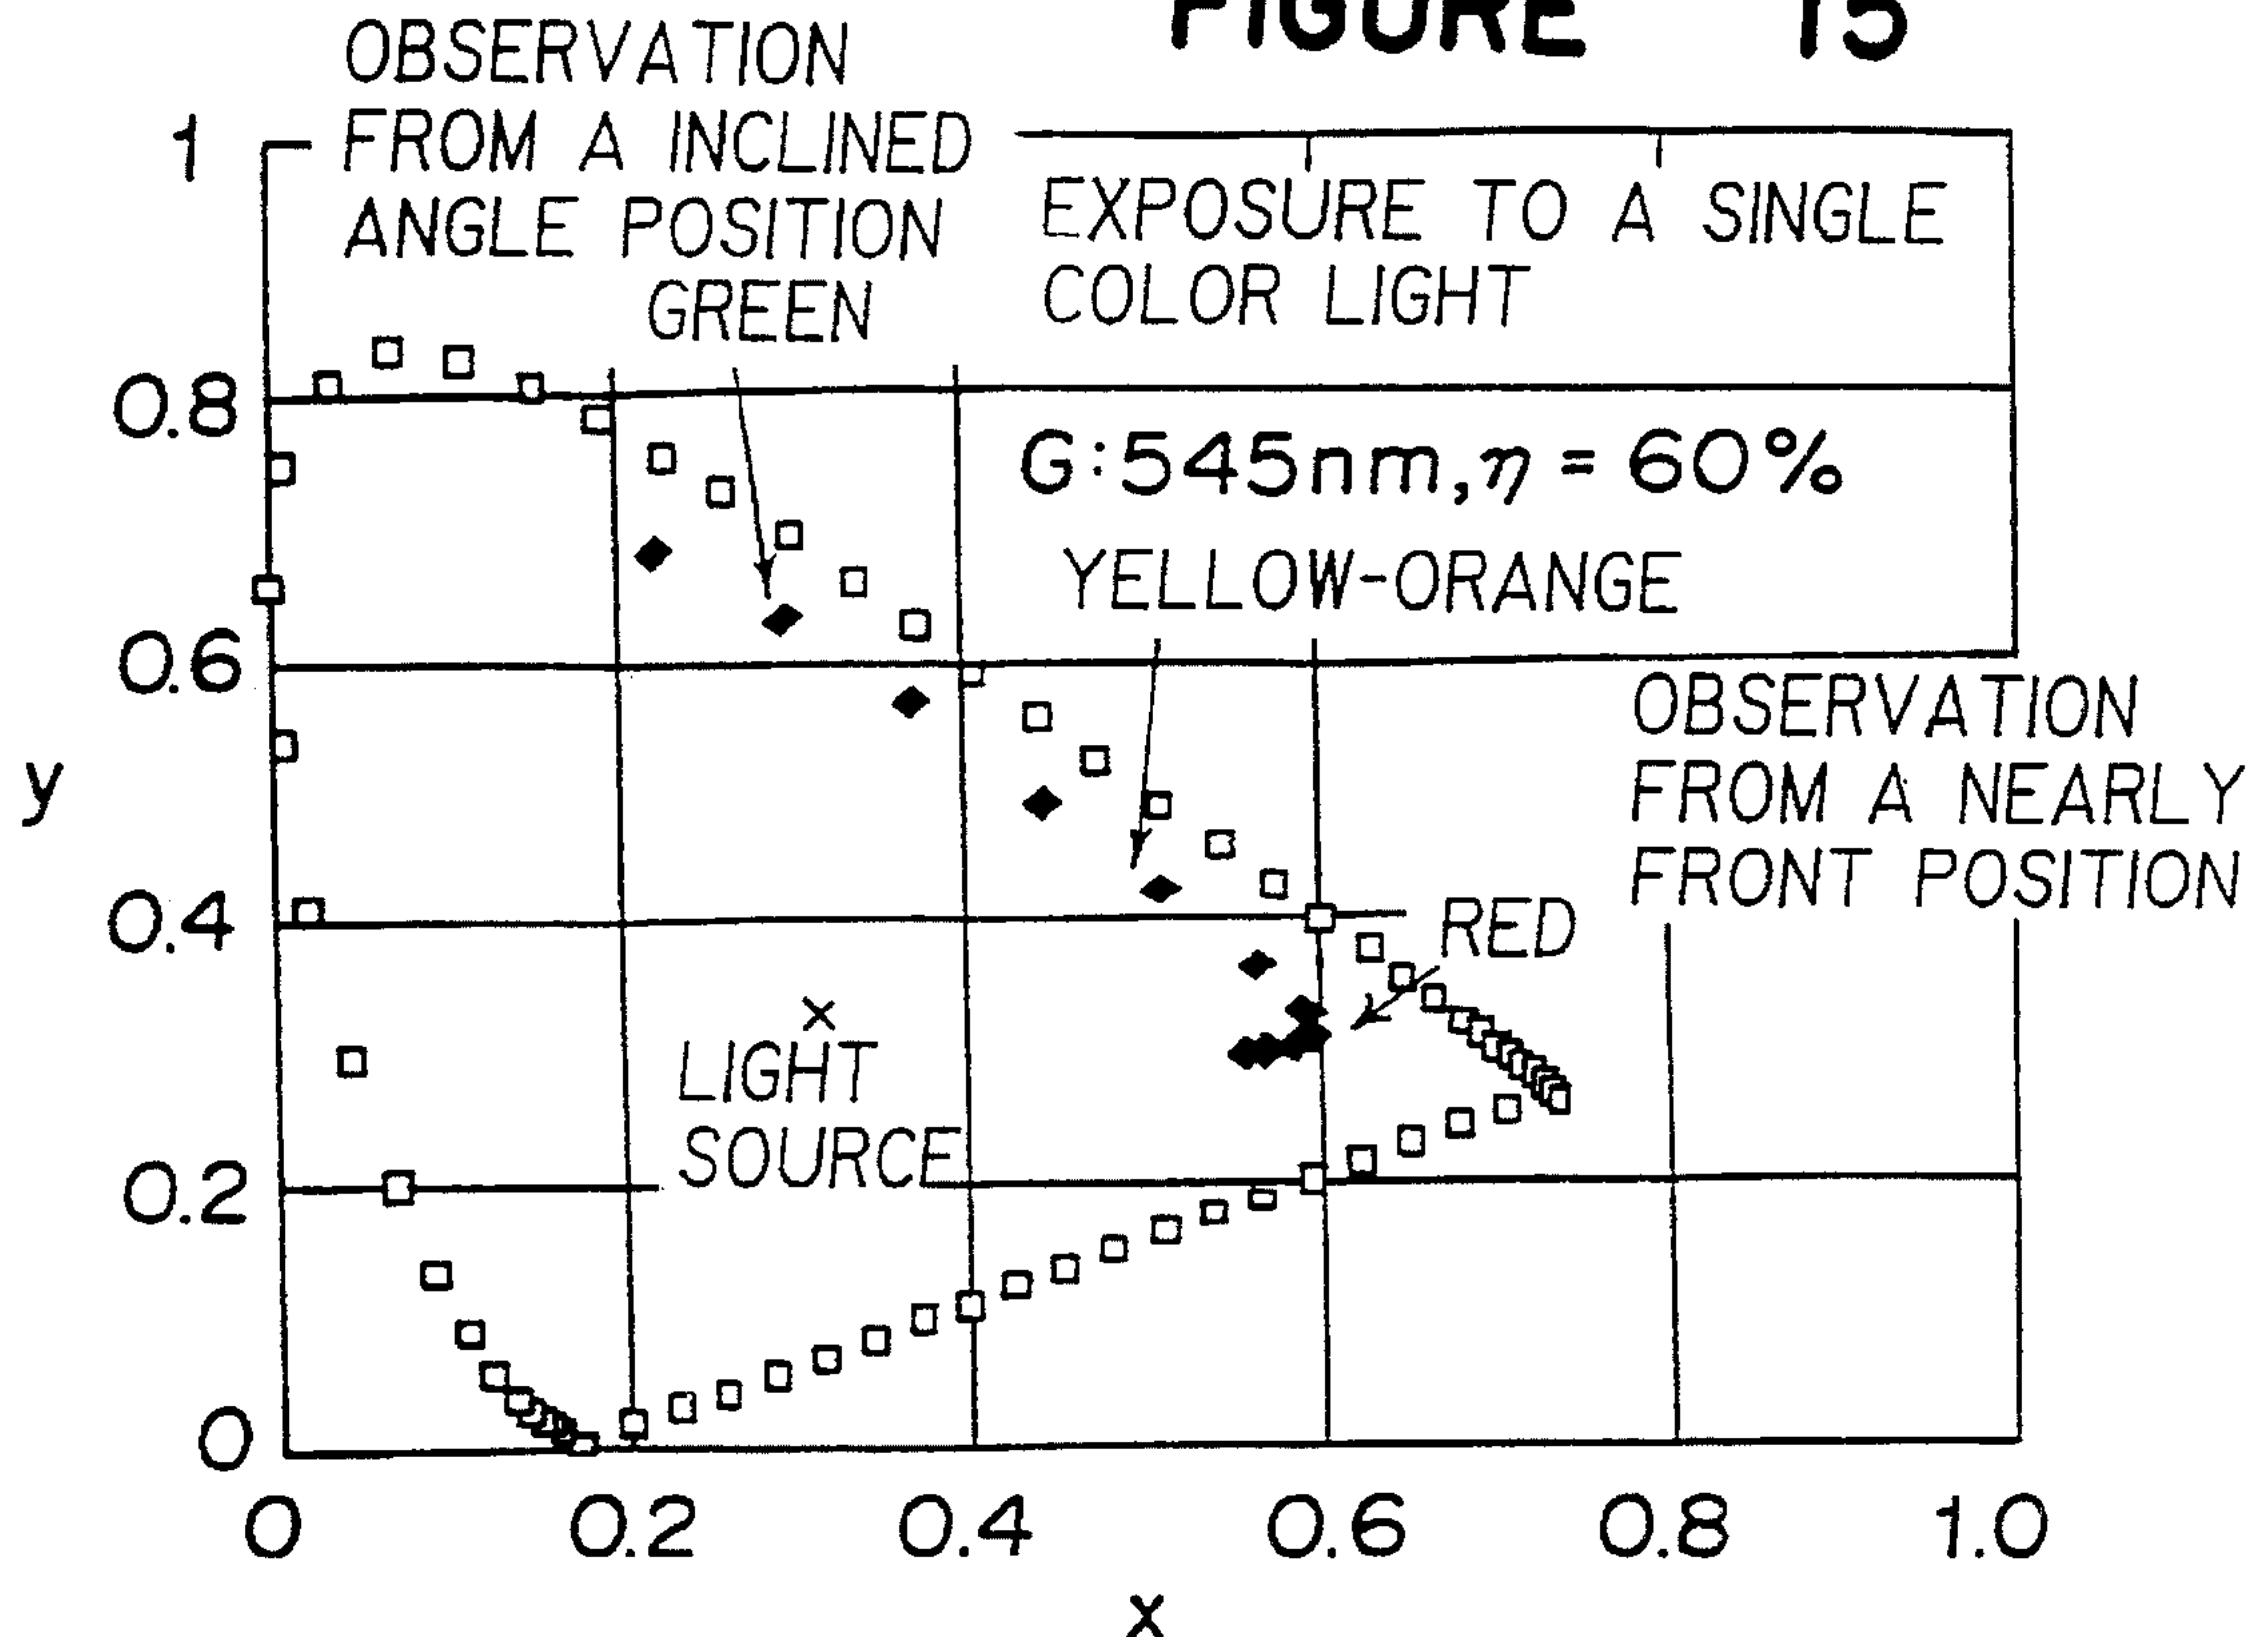 FIGURE 15
OBSERVATION
FROM A INCLINED
ANGLE POSITION
GREEN
EXPOSURE TO A SINGLE
COLOR LIGHT
G:545nm,η = 60%
YELLOW-ORANGE
OBSERVATION
FROM A NEARLY
FRONT POSITION
RED
×
LIGHT
SOURCE
y
1
0.8
0.6
0.4
0.2
0
0 0.2 0.4 0.6 0.8 1.0
x